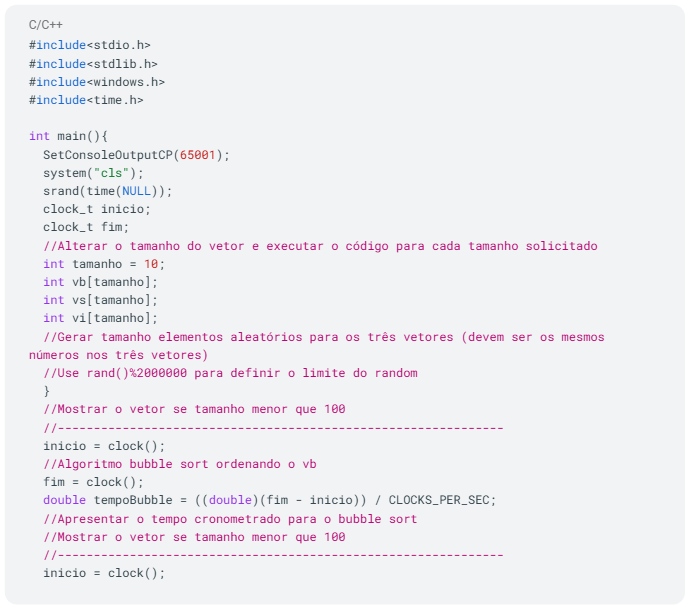 C/C++
#include<stdio.h>
#include<stdlib.h>
#include<windows.h>
#include<time.h>
int main(){
SetConsoleOutputCP(65001);
system("cls");
srand(time(NULL));
clock_t inicio;
clock_t fim;
//Alterar o tamanho do vetor e executar o código para cada tamanho solicitado
int tamanho = 10;
int vb[tamanho];
int vs[tamanho];
int vi[tamanho];
//Gerar tamanho elementos aleatórios para os três vetores (devem ser os mesmos
números nos três vetores)
//Use rand()%2000000 para definir o limite do random
}
//Mostrar o vetor se tamanho menor que 100
//--------------------------------------------------------------
inicio = clock();
//Algoritmo bubble sort ordenando o vb
fim = clock();
double tempoBubble = ((double)(fim - inicio)) / CLOCKS_PER_SEC;
//Apresentar o tempo cronometrado para o bubble sort
//Mostrar o vetor se tamanho menor que 100
//--------------------------------------------------------------
inicio = clock();